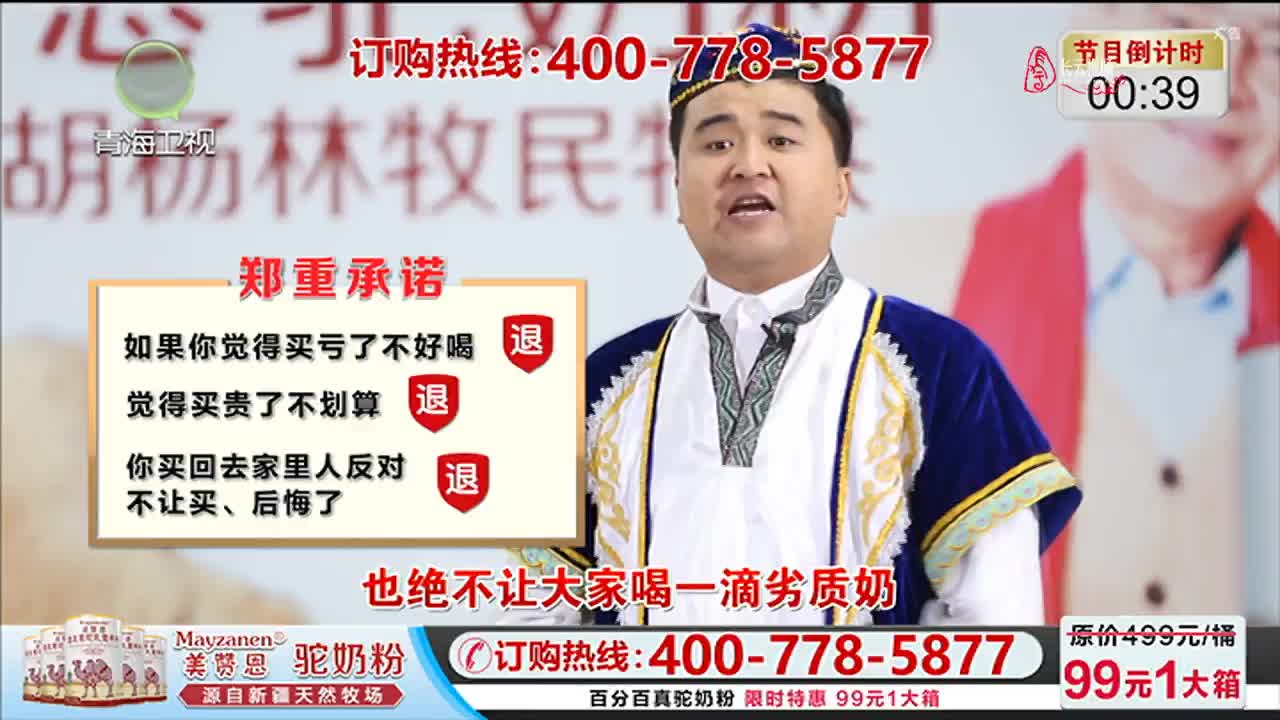 订购热线:400-778-5877
节目倒计时
00:39
青海卫视
胡杨林牧民
郑重承诺
如果你觉得买亏了不好喝 退
觉得买贵了不划算 退
你买回去家里人反对
不让买、后悔了 退
也绝不让大家喝一滴劣质奶
Mayzanen®
美赞恩 驼奶粉
源自新疆天然牧场
订购热线:400-778-5877
百分百真驼奶粉 限时特惠 99元1大箱
原价499元/桶
99元1大箱